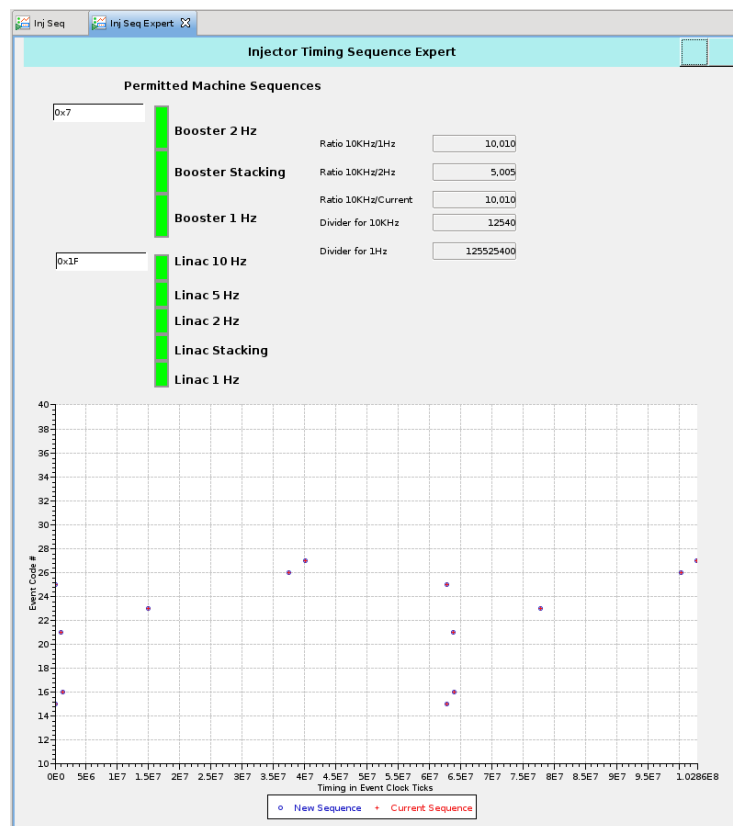 Inj Seq
Inj Seq Expert
Injector Timing Sequence Expert
Permitted Machine Sequences
0x7
Booster 2 Hz
Booster Stacking
Booster 1 Hz
Ratio 10KHz/1Hz 10,010
Ratio 10KHz/2Hz 5,005
Ratio 10KHz/Current 10,010
Divider for 10KHz 12540
Divider for 1Hz 125525400
0x1F
Linac 10 Hz
Linac 5 Hz
Linac 2 Hz
Linac Stacking
Linac 1 Hz
Event Code #
40
38
36
34
32
30
28
26
24
22
20
18
16
14
12
10
0E0 5E6 1E7 1.5E7 2E7 2.5E7 3E7 3.5E7 4E7 4.5E7 5E7 5.5E7 6E7 6.5E7 7E7 7.5E7 8E7 8.5E7 9E7 9.5E7 1.0286E8
Timing in Event Clock Ticks
New Sequence Current Sequence